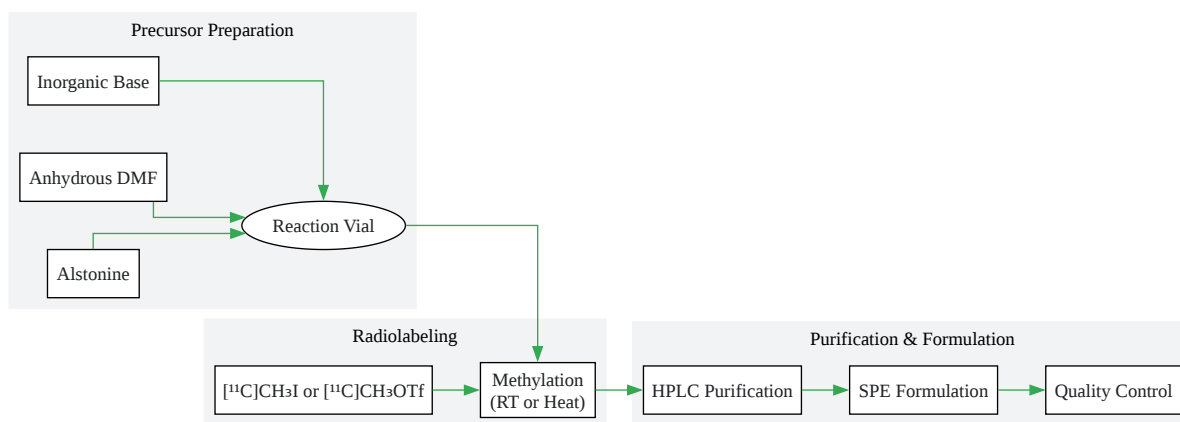 Precursor Preparation
Inorganic Base
Anhydrous DMF
Reaction Vial
Alstonine
Radiolabeling
[¹¹C]CH₃I or [¹¹C]CH₃OTf
Methylation
(RT or Heat)
Purification & Formulation
HPLC Purification
SPE Formulation
Quality Control